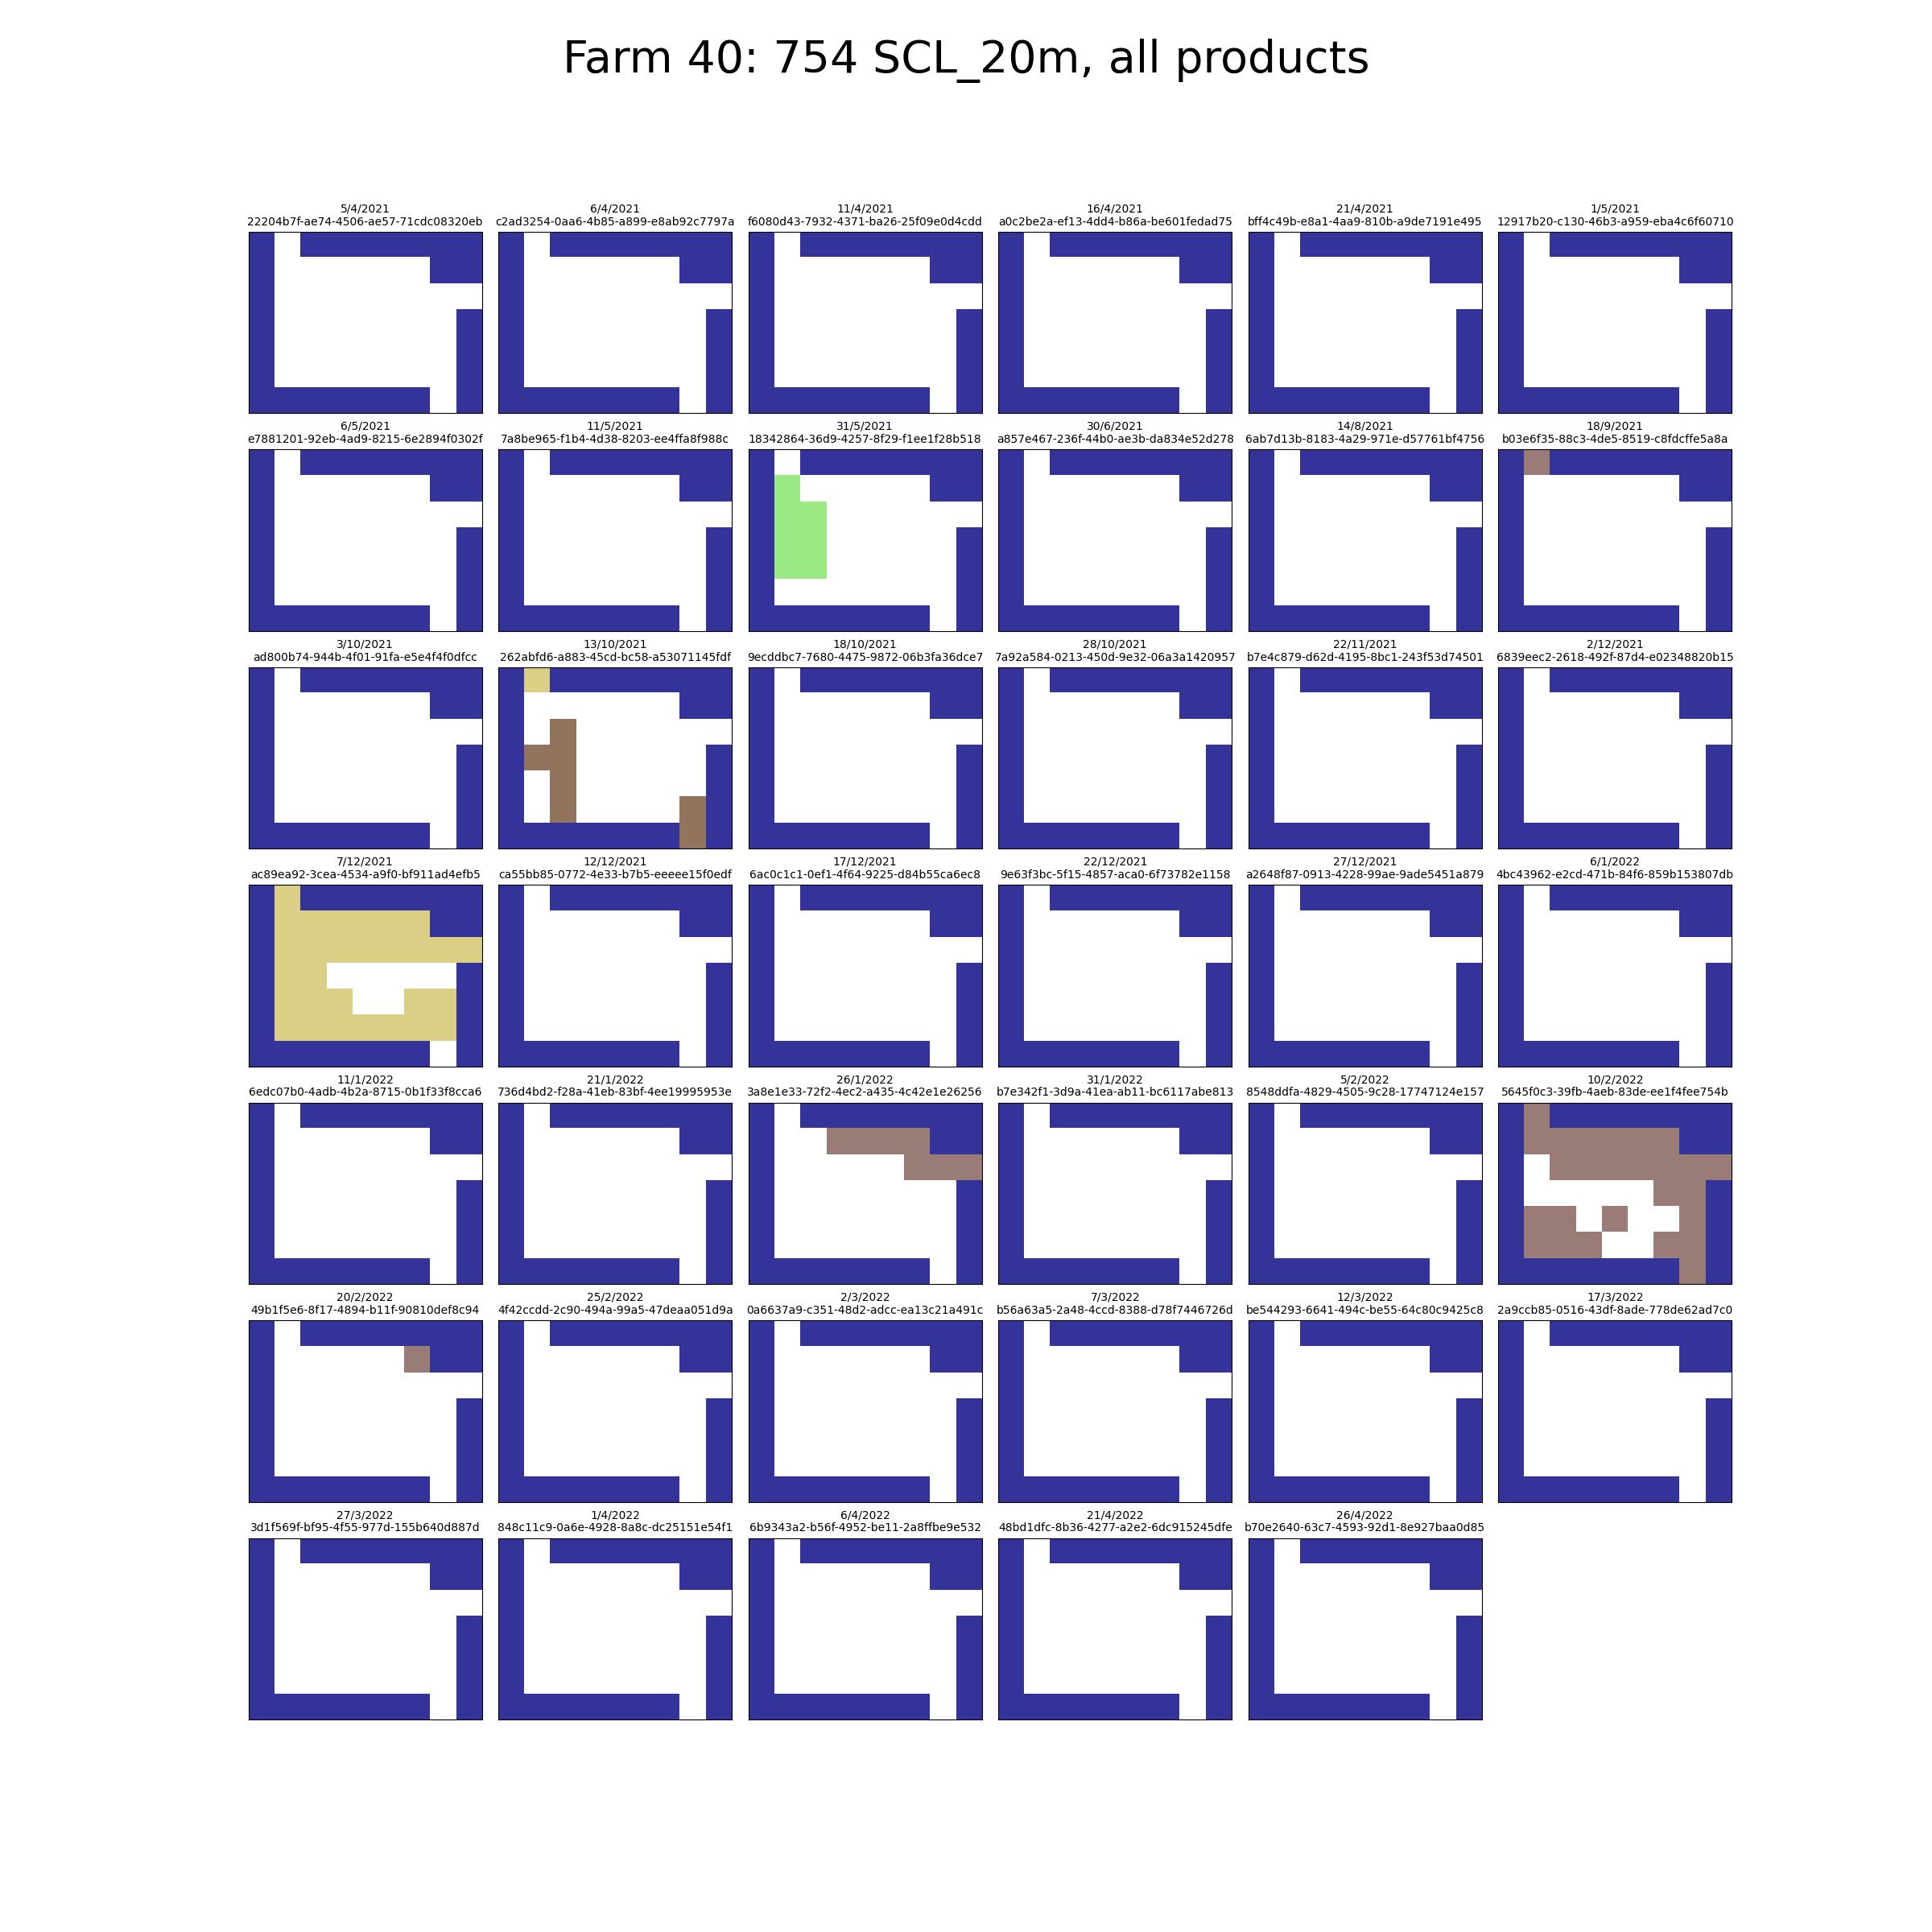 Farm 40: 754 SCL_20m, all products
5/4/2021
22204b7f-ae74-4506-ae57-71cdc08320eb
6/4/2021
c2ad3254-0aa6-4b85-a899-e8ab92c7797a
11/4/2021
f6080d43-7932-4371-ba26-25f09e0d4cdd
16/4/2021
a0c2be2a-ef13-4dd4-b86a-be601fedad75
21/4/2021
bff4c49b-e8a1-4aa9-810b-a9de7191e495
1/5/2021
12917b20-c130-46b3-a959-eba4c6f60710
6/5/2021
e7881201-92eb-4ad9-8215-6e2894f0302f
11/5/2021
7a8be965-f1b4-4d38-8203-ee4ffa8f988c
31/5/2021
18342864-36d9-4257-8f29-f1ee1f28b518
30/6/2021
a857e467-236f-44b0-ae3b-da834e52d278
14/8/2021
6ab7d13b-8183-4a29-971e-d57761bf4756
18/9/2021
b03e6f35-88c3-4de5-8519-c8fdcffe5a8a
3/10/2021
ad800b74-944b-4f01-91fa-e5e4f4f0dfcc
13/10/2021
262abfd6-a883-45cd-bc58-a53071145fdf
18/10/2021
9ecddbc7-7680-4475-9872-06b3fa36dce7
28/10/2021
7a92a584-0213-450d-9e32-06a3a1420957
22/11/2021
b7e4c879-d62d-4195-8bc1-243f53d74501
2/12/2021
6839eec2-2618-492f-87d4-e02348820b15
7/12/2021
ac89ea92-3cea-4534-a9f0-bf911ad4efb5
12/12/2021
ca55bb85-0772-4e33-b7b5-eeeee15f0edf
17/12/2021
6ac0c1c1-0ef1-4f64-9225-d84b55ca6ec8
22/12/2021
9e63f3bc-5f15-4857-aca0-6f73782e1158
27/12/2021
a2648f87-0913-4228-99ae-9ade5451a879
6/1/2022
4bc43962-e2cd-471b-84f6-859b153807db
11/1/2022
6edc07b0-4adb-4b2a-8715-0b1f33f8cca6
21/1/2022
736d4bd2-f28a-41eb-83bf-4ee19995953e
26/1/2022
3a8e1e33-72f2-4ec2-a435-4c42e1e26256
31/1/2022
b7e342f1-3d9a-41ea-ab11-bc6117abe813
5/2/2022
8548ddfa-4829-4505-9c28-17747124e157
10/2/2022
5645f0c3-39fb-4aeb-83de-ee1f4fee754b
20/2/2022
49b1f5e6-8f17-4894-b11f-90810def8c94
25/2/2022
4f42ccdd-2c90-494a-99a5-47deaa051d9a
2/3/2022
0a6637a9-c351-48d2-adcc-ea13c21a491c
7/3/2022
b56a63a5-2a48-4ccd-8388-d78f7446726d
12/3/2022
be544293-6641-494c-be55-64c80c9425c8
17/3/2022
2a9ccb85-0516-43df-8ade-778de62ad7c0
27/3/2022
3d1f569f-bf95-4f55-977d-155b640d887d
1/4/2022
848c11c9-0a6e-4928-8a8c-dc25151e54f1
6/4/2022
6b9343a2-b56f-4952-be11-2a8ffbe9e532
21/4/2022
48bd1dfc-8b36-4277-a2e2-6dc915245dfe
26/4/2022
b70e2640-63c7-4593-92d1-8e927baa0d85